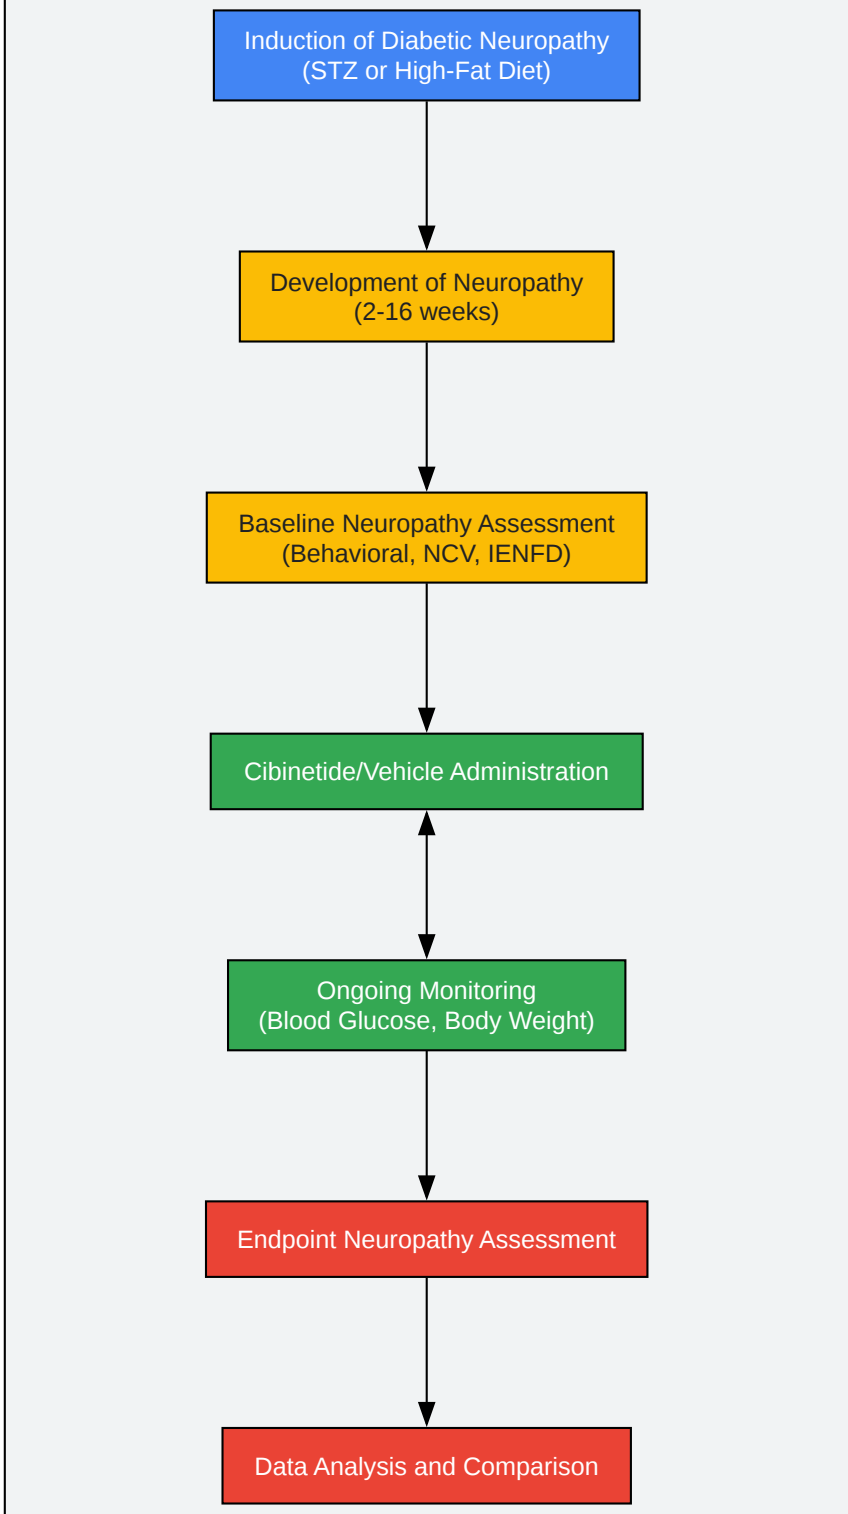 Induction of Diabetic Neuropathy
(STZ or High-Fat Diet)
Development of Neuropathy
(2-16 weeks)
Baseline Neuropathy Assessment
(Behavioral, NCV, IENFD)
Cibinetide/Vehicle Administration
Ongoing Monitoring
(Blood Glucose, Body Weight)
Endpoint Neuropathy Assessment
Data Analysis and Comparison